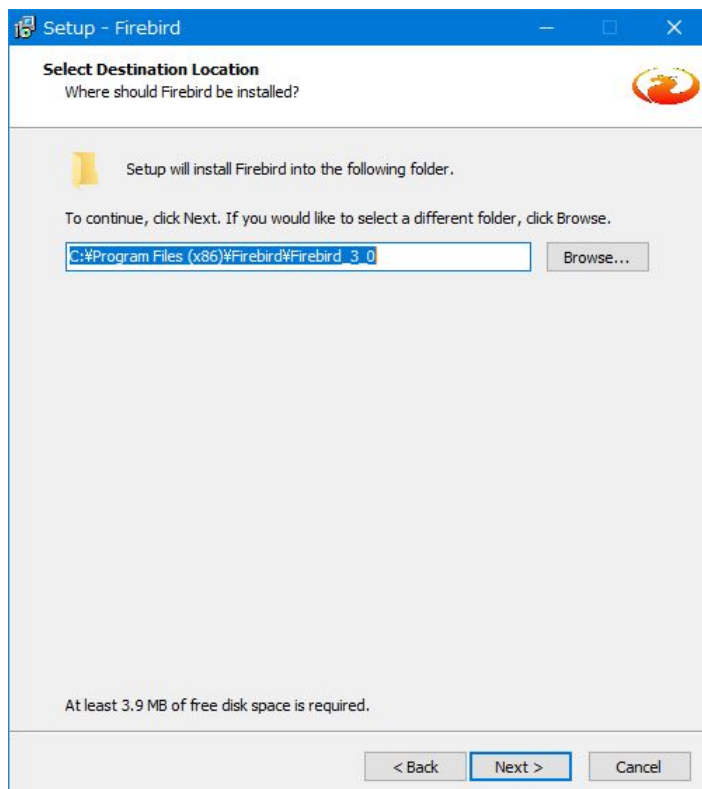 Setup - Firebird
Select Destination Location
Where should Firebird be installed?
Setup will install Firebird into the following folder.
To continue, click Next. If you would like to select a different folder, click Browse.
C:¥Program Files (x86)¥Firebird¥Firebird_3_0
Browse...
At least 3.9 MB of free disk space is required.
< Back
Next >
Cancel